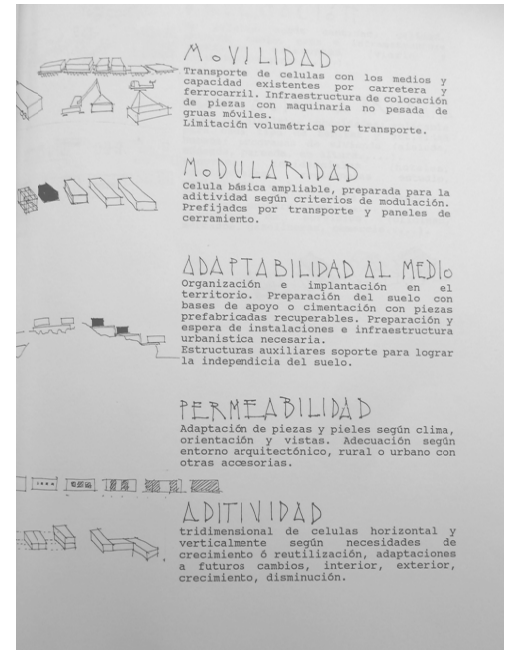 MOVILIDAD
Transporte de celulas con los medios y
capacidad existentes por carretera y
ferrocarril. Infraestructura de colocación
de piezas con maquinaria no pesada de
gruas móviles.
Limitación volumétrica por transporte.
MODULARIDAD
Celula básica ampliable, preparada para la
aditividad según criterios de modulación.
Prefijados por transporte y paneles de
cerramiento.
ADAPTABILIDAD AL MEDIO
Organización e implantación en el
territorio. Preparación del suelo con
bases de apoyo o cimentación con piezas
prefabricadas recuperables. Preparación y
espera de instalaciones e infraestructura
urbanistica necesaria.
Estructuras auxiliares soporte para lograr
la independicia del suelo.
PERMEABILIDAD
Adaptación de piezas y pieles según clima,
orientación y vistas. Adecuación según
entorno arquitectónico, rural o urbano con
otras accesorias.
ADITIVIDAD
tridimensional de celulas horizontal y
verticalmente según necesidades de
crecimiento ó reutilización, adaptaciones
a futuros cambios, interior, exterior,
crecimiento, disminución.